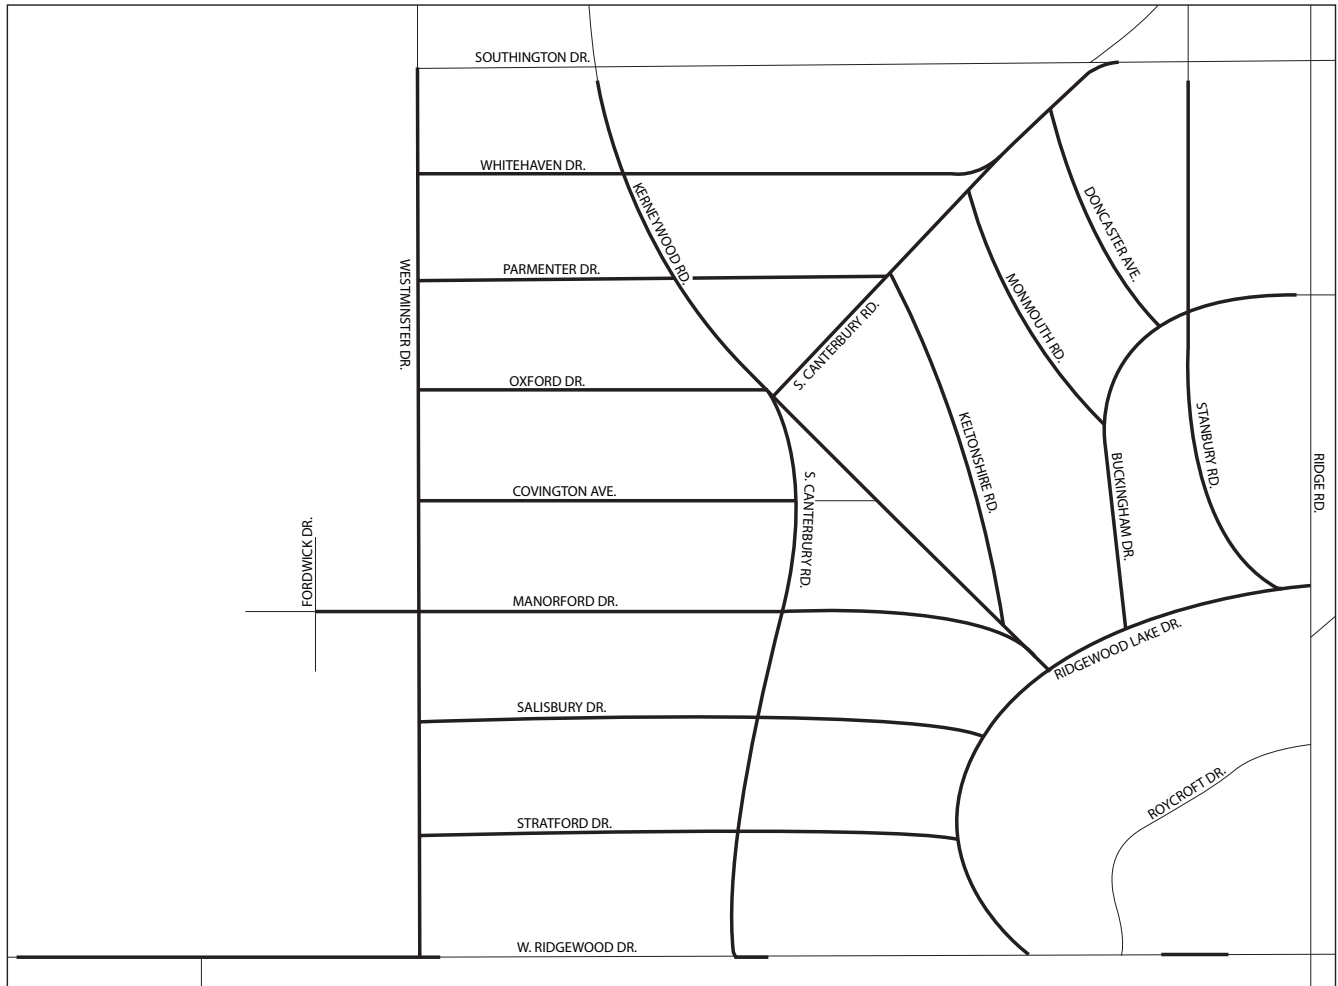 SOUTHINGTON DR.
WHITEHAVEN DR.
KERNEYWOOD RD.
DONCASTER AVE.
PARMENTER DR.
WESTMINSTER DR.
MONMOUTH RD.
S. CANTERBURY RD.
OXFORD DR.
KELTONSHIRE RD.
STANBURY RD.
BUCKINGHAM DR.
RIDGE RD.
COVINGTON AVE.
S. CANTERBURY RD.
FORDWICK DR.
MANORFORD DR.
RIDGEWOOD LAKE DR.
SALISBURY DR.
ROYCROFT DR.
STRATFORD DR.
W. RIDGEWOOD DR.